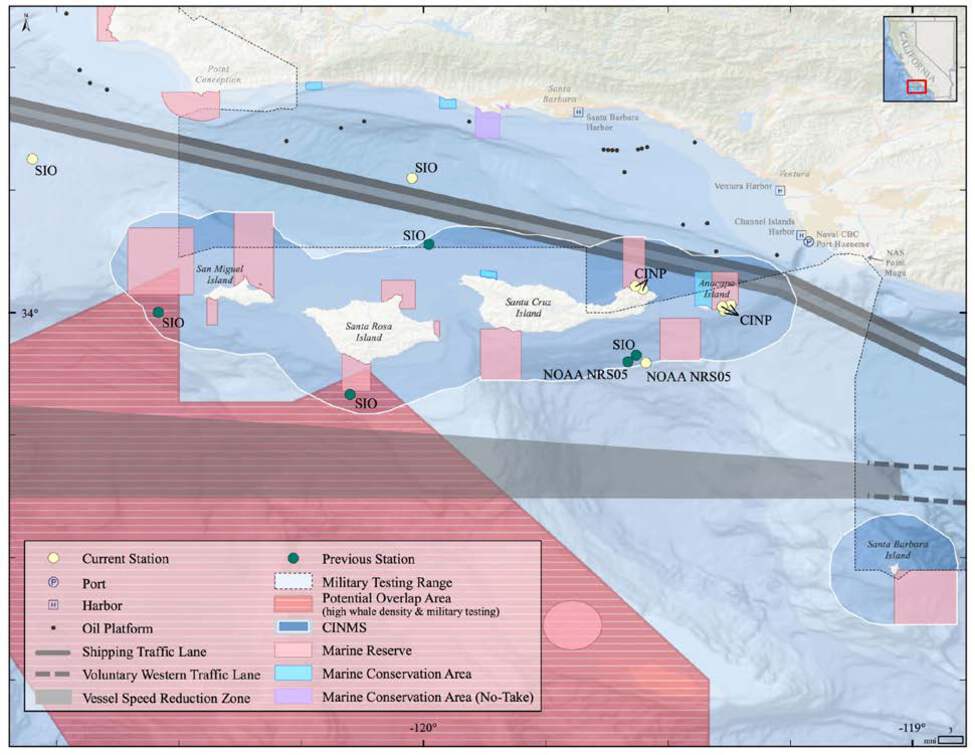 N
CALIFORNIA
Point
Conception
Santa
Barbara
Santa Barbara
Harbor
SIO
SIO
Ventura
Ventura Harbor
Channel Islands
Harbor
Naval CBC
Port Hueneme
SIO
NAS
Point
Mugu
San Miguel
Island
CINP
Anacapa
Island
Santa Cruz
Island
34°
SIO
Santa Rosa
Island
CINP
SIO
NOAA NRS05
NOAA NRS05
SIO
Santa Barbara
Island
Current Station
Port
Harbor
Oil Platform
Shipping Traffic Lane
Voluntary Western Traffic Lane
Vessel Speed Reduction Zone
Previous Station
Military Testing Range
Potential Overlap Area
(high whale density & military testing)
CINMS
Marine Reserve
Marine Conservation Area
Marine Conservation Area (No-Take)
-120°
-119°